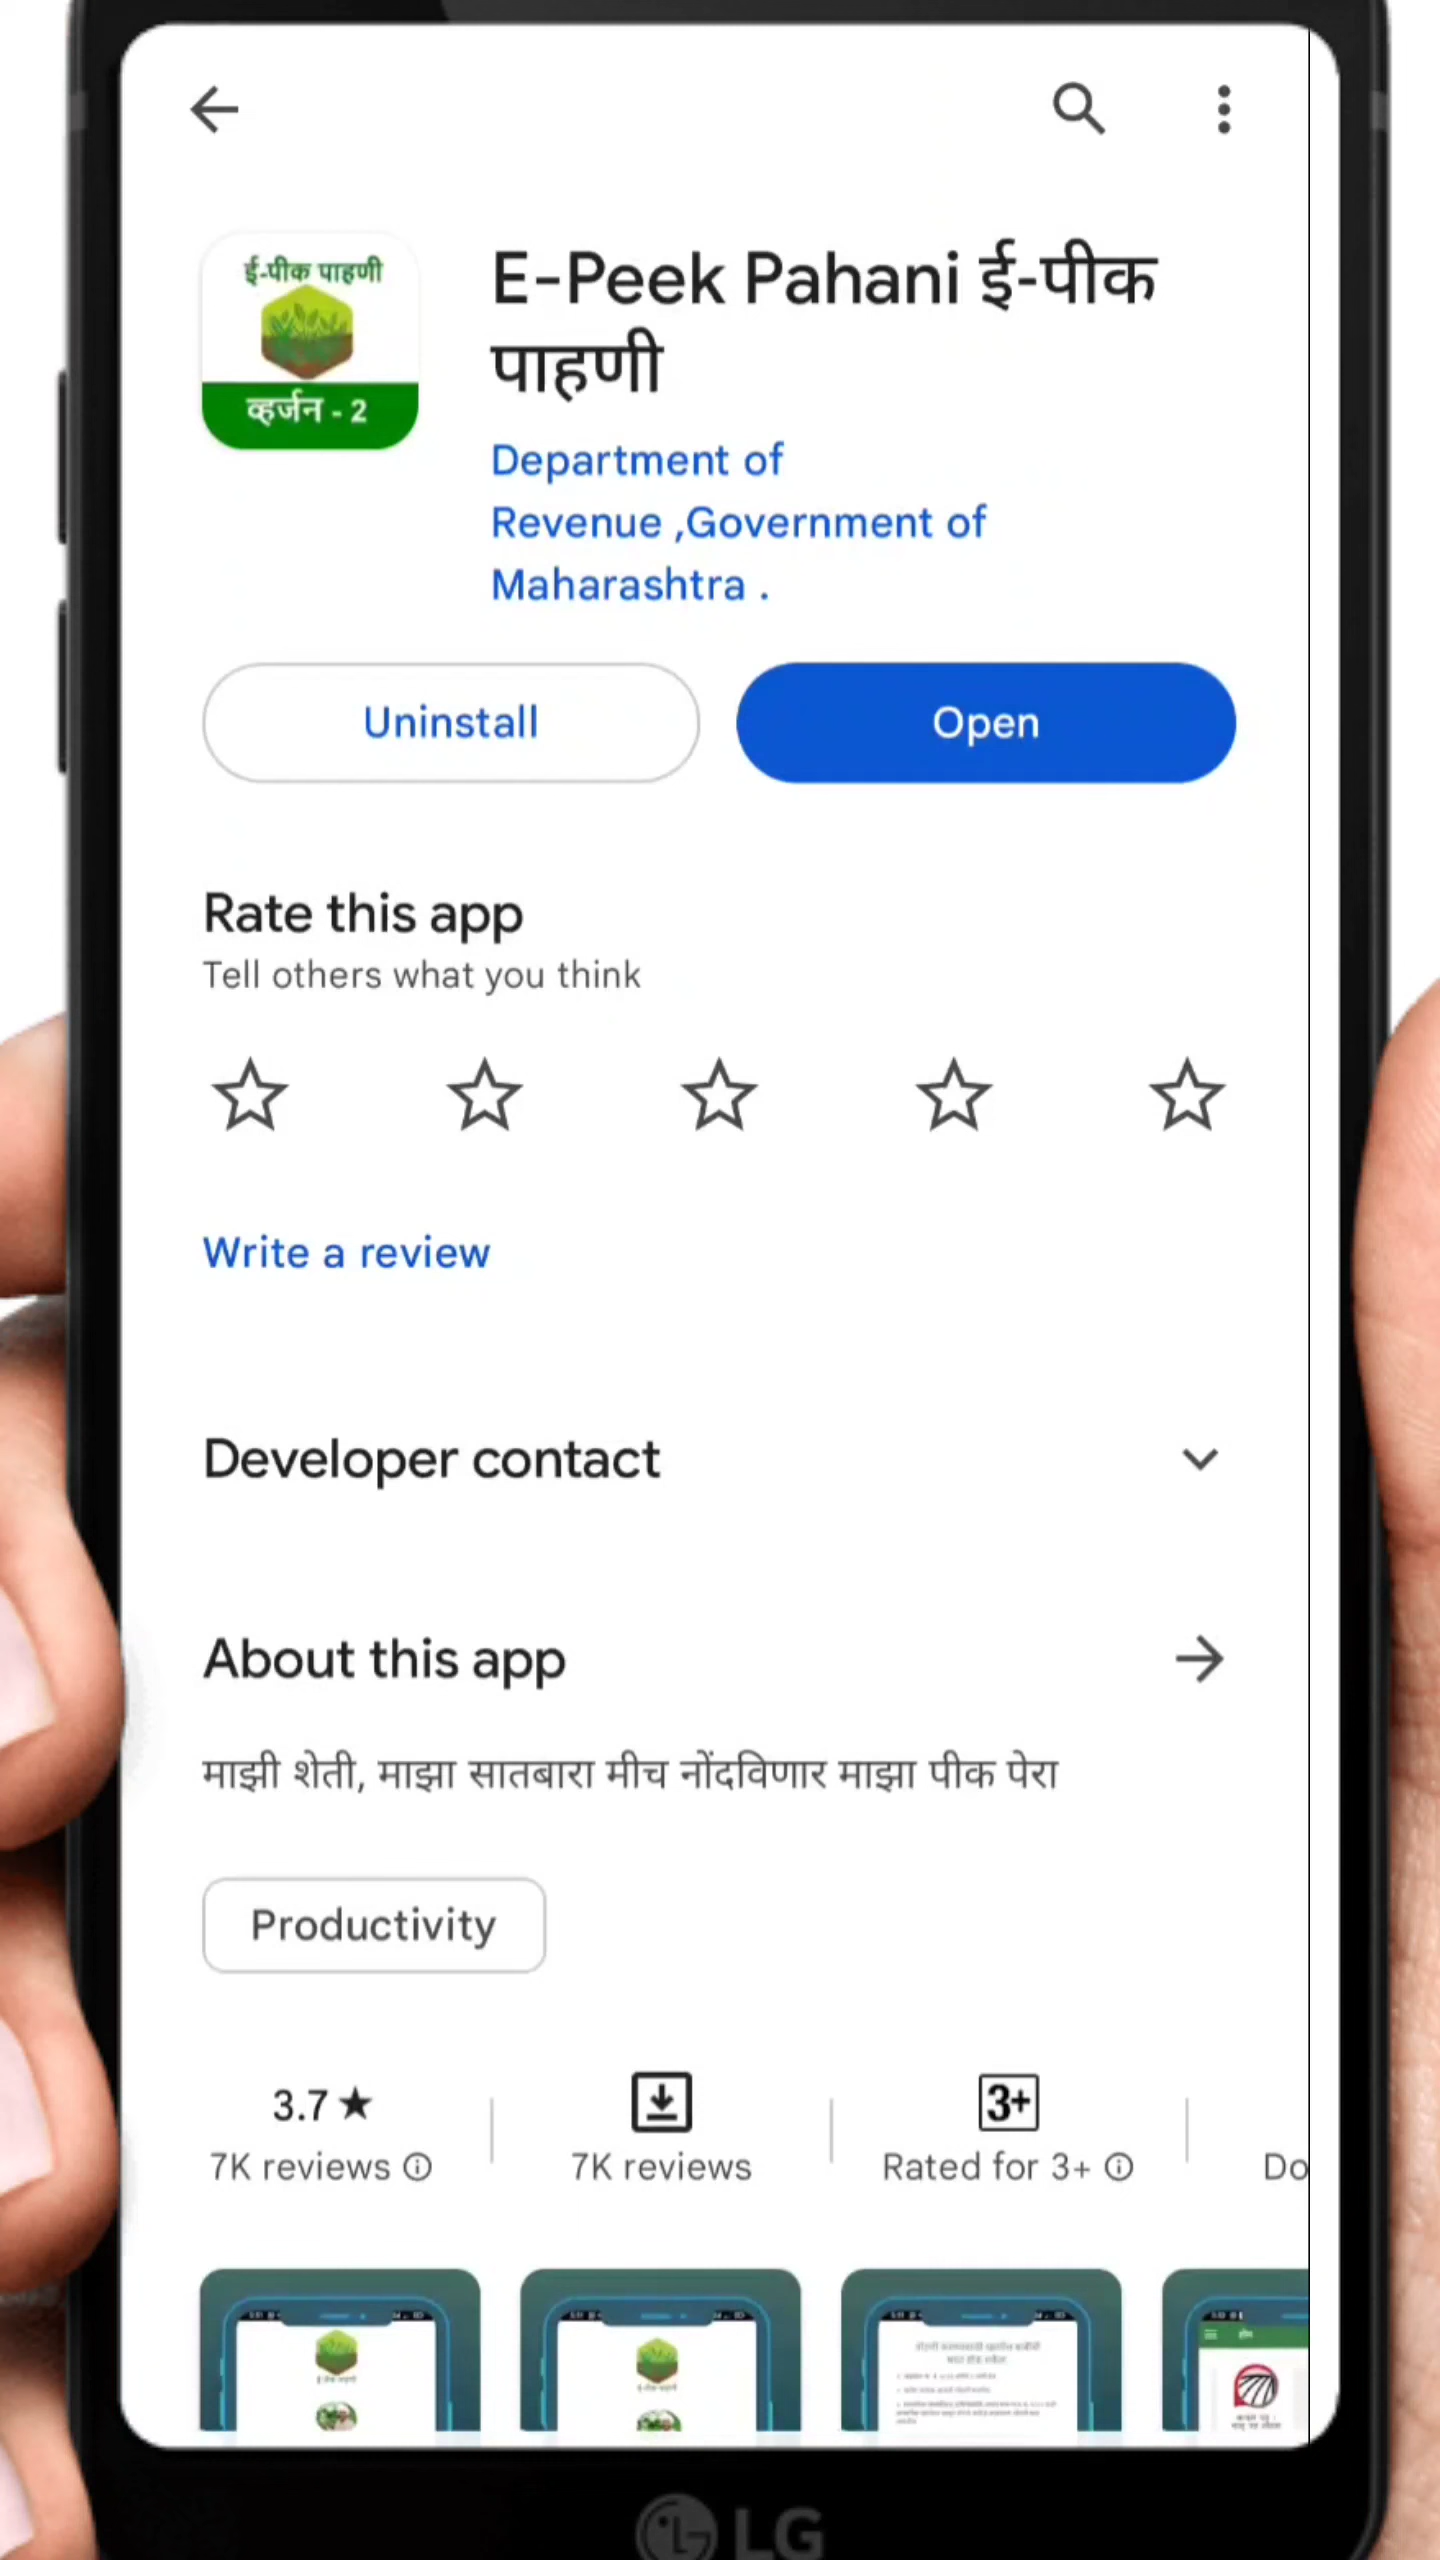 ई-पीक पाहणी
व्हर्जन - 2
E-Peek Pahani ई-पीक
पाहणी
Department of
Revenue ,Government of
Maharashtra .
Uninstall
Open
Rate this app
Tell others what you think
Write a review
Developer contact
About this app
माझी शेती, माझा सातबारा मीच नोंदविणार माझा पीक पेरा
Productivity
3.7★
7K reviews
7K reviews
3+
Rated for 3+
Do
LG